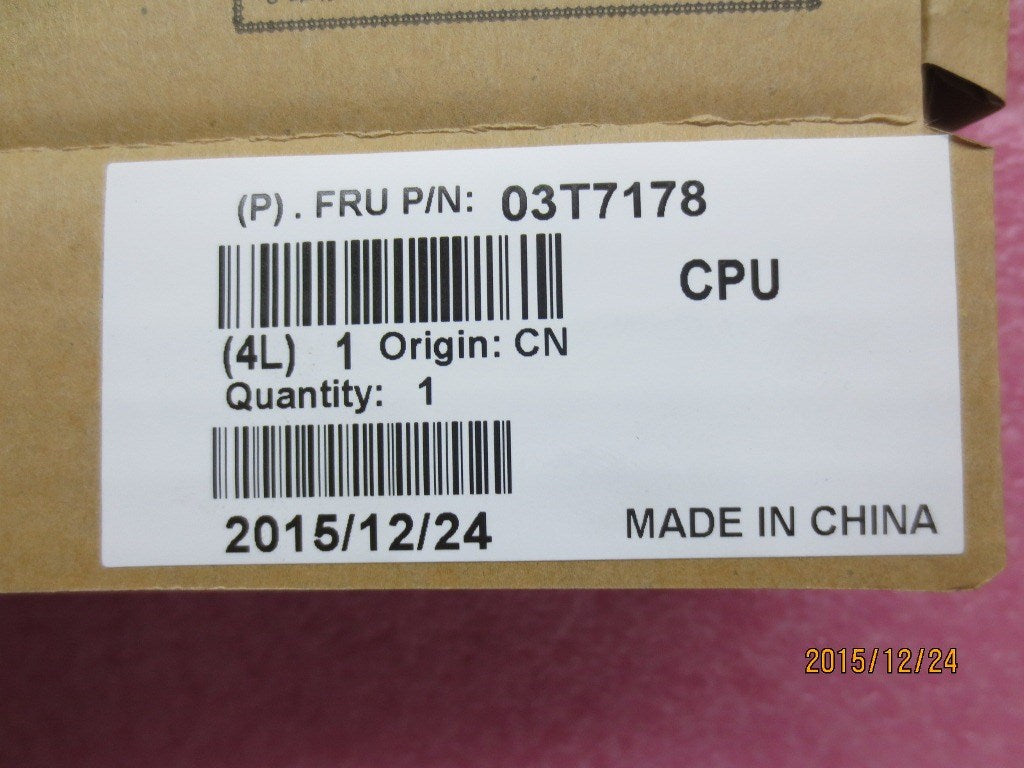 (P) . FRU P/N: 03T7178
CPU
(4L) 1 Origin: CN
Quantity: 1
2015/12/24
MADE IN CHINA
2015/12/24